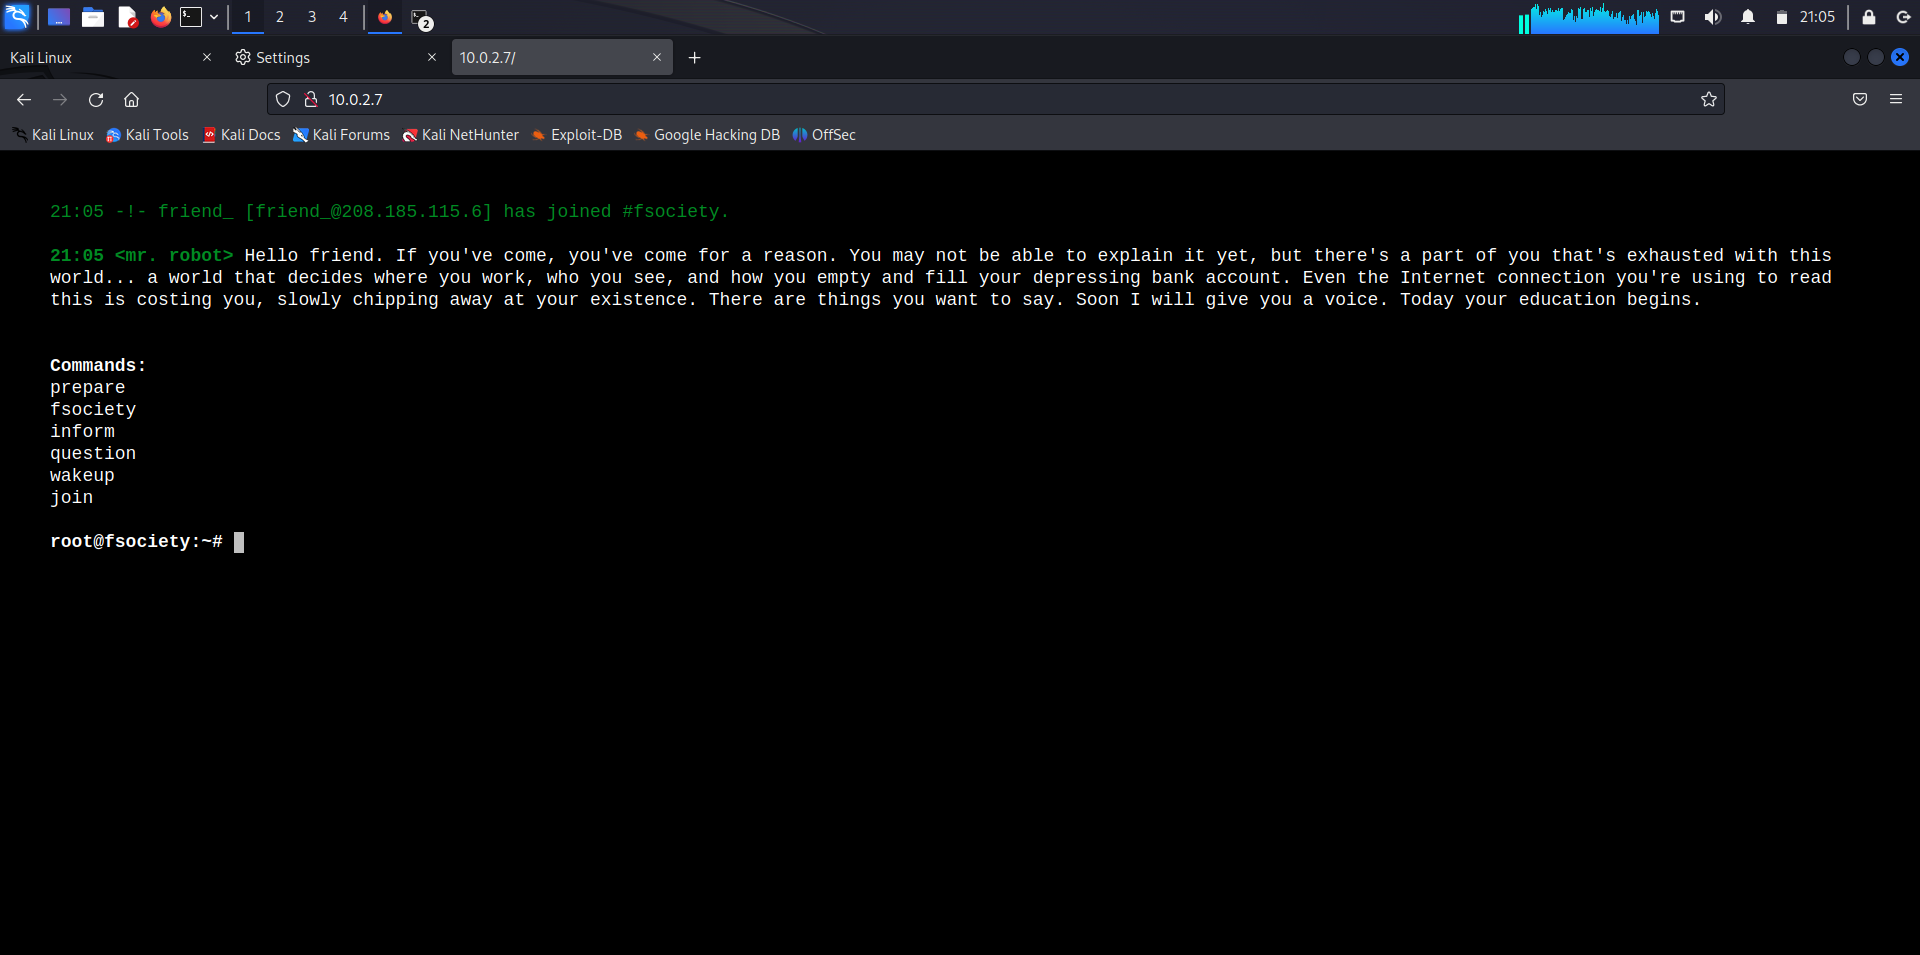 1 2 3 4 2 21:05
Kali Linux Settings 10.0.2.7/
10.0.2.7
Kali Linux Kali Tools Kali Docs Kali Forums Kali NetHunter Exploit-DB Google Hacking DB OffSec
21:05 -!- friend_ [friend_@208.185.115.6] has joined #fsociety.
21:05 <mr. robot> Hello friend. If you've come, you've come for a reason. You may not be able to explain it yet, but there's a part of you that's exhausted with this
world... a world that decides where you work, who you see, and how you empty and fill your depressing bank account. Even the Internet connection you're using to read
this is costing you, slowly chipping away at your existence. There are things you want to say. Soon I will give you a voice. Today your education begins.
Commands:
prepare
fsociety
inform
question
wakeup
join
root@fsociety:~#